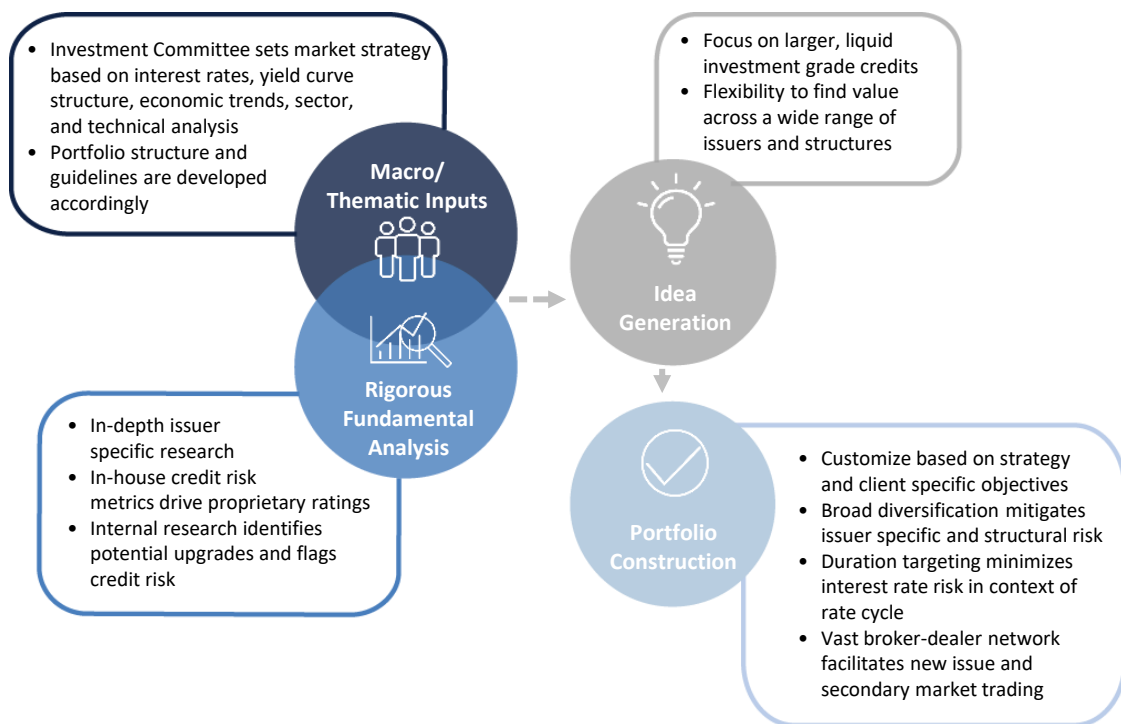 • Investment Committee sets market strategy
based on interest rates, yield curve
structure, economic trends, sector,
and technical analysis
• Portfolio structure and
guidelines are developed
accordingly
Macro/
Thematic Inputs
• Focus on larger, liquid
investment grade credits
• Flexibility to find value
across a wide range of
issuers and structures
Idea
Generation
Rigorous
Fundamental
Analysis
• In-depth issuer
specific research
• In-house credit risk
metrics drive proprietary ratings
• Internal research identifies
potential upgrades and flags
credit risk
Portfolio
Construction
• Customize based on strategy
and client specific objectives
• Broad diversification mitigates
issuer specific and structural risk
• Duration targeting minimizes
interest rate risk in context of
rate cycle
• Vast broker-dealer network
facilitates new issue and
secondary market trading